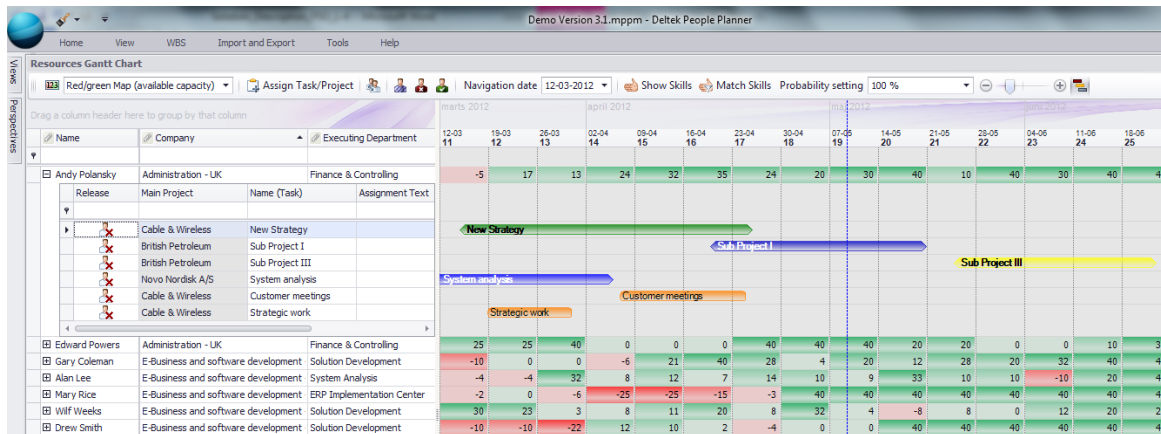 Demo Version 3.1.mppm - Deltek People Planner
Home View WBS Import and Export Tools Help
Views
Perspectives
Resources Gantt Chart
123 Red/green Map (available capacity) Assign Task/Project Navigation date 12-03-2012 Show Skills Match Skills Probability setting 100 %
Drag a column header here to group by that column
marts 2012 april 2012 maj 2012 juni 2012
Name Company Executing Department
12-03 19-03 26-03 02-04 09-04 16-04 23-04 30-04 07-05 14-05 21-05 28-05 04-06 11-06 18-06
11 12 13 14 15 16 17 18 19 20 21 22 23 24 25
Andy Polansky Administration - UK Finance & Controlling -5 17 13 24 32 35 24 20 30 40 10 40 30 40 4
Release Main Project Name (Task) Assignment Text
Cable & Wireless New Strategy New Strategy
British Petroleum Sub Project I Sub Project I
British Petroleum Sub Project III Sub Project III
Novo Nordisk A/S System analysis System analysis
Cable & Wireless Customer meetings Customer meetings
Cable & Wireless Strategic work Strategic work
Edward Powers Administration - UK Finance & Controlling 25 25 40 0 0 0 40 40 40 20 20 0 0 10 3
Gary Coleman E-Business and software development Solution Development -10 0 0 -6 21 40 28 4 20 12 28 20 32 40 4
Alan Lee E-Business and software development System Analysis -4 -4 32 8 12 7 14 10 9 33 10 10 -10 20 4
Mary Rice E-Business and software development ERP Implementation Center -2 0 -6 -25 -25 -15 -3 40 40 40 40 40 40 40 4
Wilf Weeks E-Business and software development Solution Development 30 23 3 8 11 20 8 32 4 -8 8 0 12 20 2
Drew Smith E-Business and software development Solution Development -10 -10 -22 12 10 2 -4 0 0 40 40 40 40 40 4